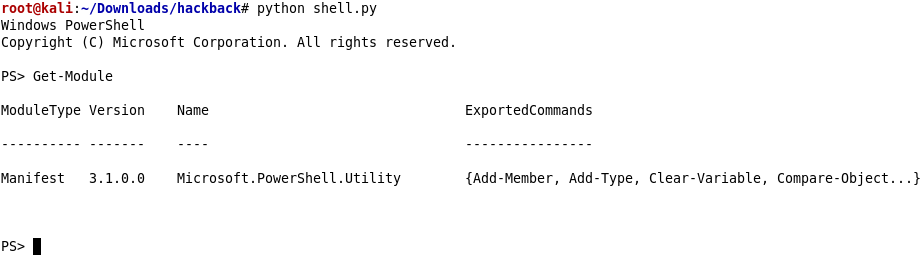 root@kali:~/Downloads/hackback# python shell.py
Windows PowerShell
Copyright (C) Microsoft Corporation. All rights reserved.
PS> Get-Module
ModuleType Version    Name                                ExportedCommands
---------- -------    ----                                ----------------
Manifest   3.1.0.0    Microsoft.PowerShell.Utility        {Add-Member, Add-Type, Clear-Variable, Compare-Object...}
PS>